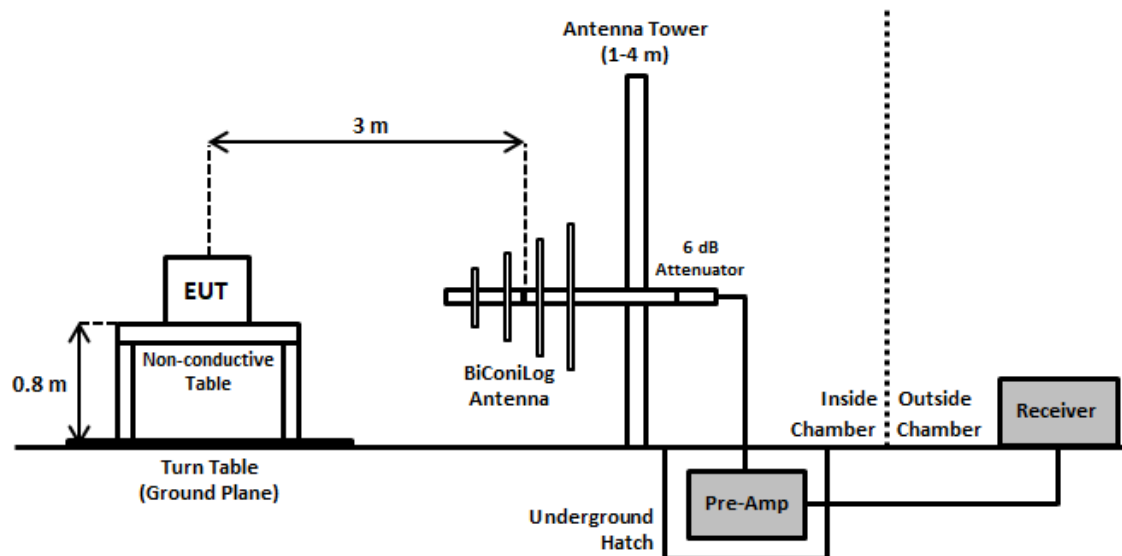 Antenna Tower
(1-4 m)
3 m
6 dB
Attenuator
EUT
Non-conductive
Table
0.8 m
BiConiLog
Antenna
Inside
Chamber
Outside
Chamber
Receiver
Turn Table
(Ground Plane)
Pre-Amp
Underground
Hatch